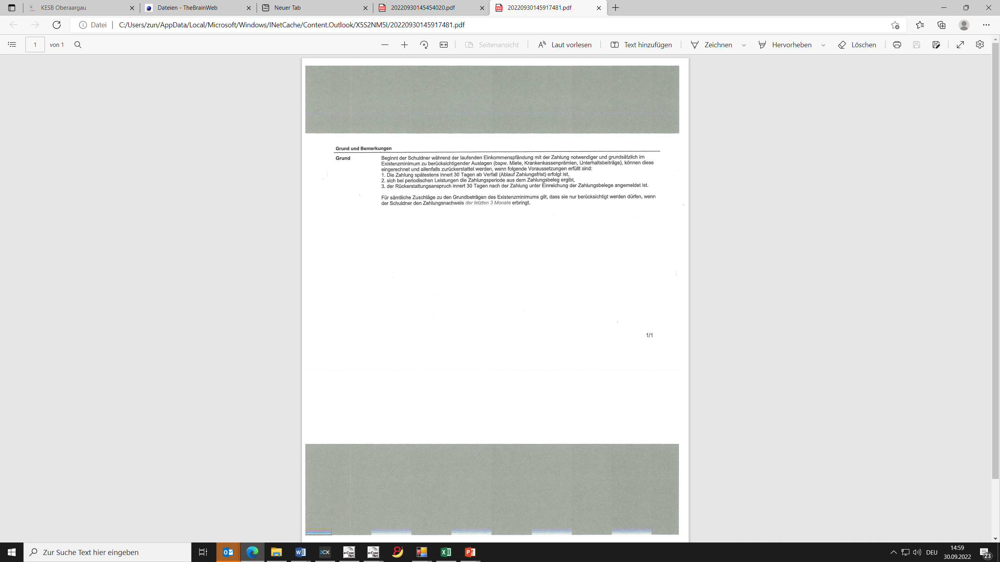 KESB Oberaargau
Dateien - TheBrainWeb
Neuer Tab
20220930145454020.pdf
20220930145917481.pdf
Datei
C:/Users/zun/AppData/Local/Microsoft/Windows/INetCache/Content.Outlook/X5S2NM5I/20220930145917481.pdf
1 von 1
Seitenansicht
Laut vorlesen
Text hinzufügen
Zeichnen
Hervorheben
Löschen
Grund und Bemerkungen
Grund
Beginnt der Schuldner während der laufenden Einkommenspfändung mit der Zahlung notwendiger und grundsätzlich im
Existenzminimum zu berücksichtigender Auslagen (bspw. Miete, Krankenkassenprämien, Unterhaltsbeiträge), können diese
eingerechnet und allenfalls zurückerstattet werden, wenn folgende Voraussetzungen erfüllt sind:
1. Die Zahlung spätestens innert 30 Tagen ab Verfall (Ablauf Zahlungsfrist) erfolgt ist,
2. sich bei periodischen Leistungen die Zahlungsperiode aus dem Zahlungsbeleg ergibt,
3. der Rückerstattungsanspruch innert 30 Tagen nach der Zahlung unter Einreichung der Zahlungsbelege angemeldet ist.
Für sämtliche Zuschläge zu den Grundbeträgen des Existenzminimums gilt, dass sie nur berücksichtigt werden dürfen, wenn
der Schuldner den Zahlungsnachweis der letzten 3 Monate erbringt.
1/1
Zur Suche Text hier eingeben
3CX
e-Case Net
e-Case Net
DEU
14:59
30.09.2022
23